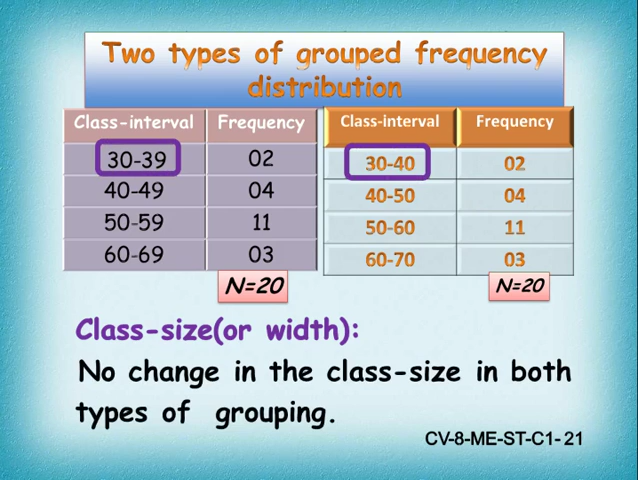 Two types of grouped frequency
distribution
Class-interval Frequency
30-39 02
40-49 04
50-59 11
60-69 03
N=20
Class-interval Frequency
30-40 02
40-50 04
50-60 11
60-70 03
N=20
Class-size(or width):
No change in the class-size in both
types of grouping.
CV-8-ME-ST-C1-21